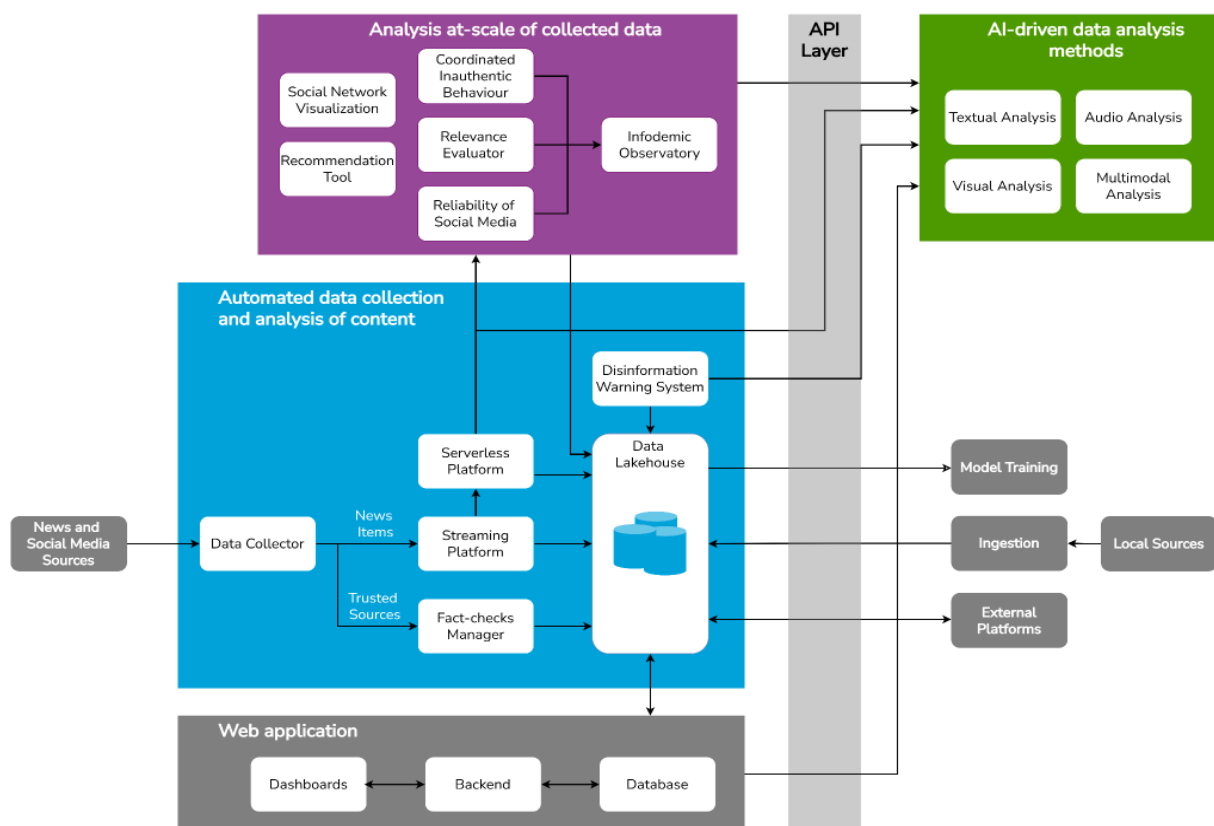 Analysis at-scale of collected data
Social Network
Visualization
Recommendation
Tool
Coordinated
Inauthentic
Behaviour
Relevance
Evaluator
Reliability of
Social Media
Infodemic
Observatory
API
Layer
AI-driven data analysis
methods
Textual Analysis
Audio Analysis
Visual Analysis
Multimodal
Analysis
Automated data collection
and analysis of content
Disinformation
Warning System
Serverless
Platform
Data
Lakehouse
News and
Social Media
Sources
Data Collector
News
Items
Streaming
Platform
Trusted
Sources
Fact-checks
Manager
Model Training
Ingestion
Local Sources
External
Platforms
Web application
Dashboards
Backend
Database